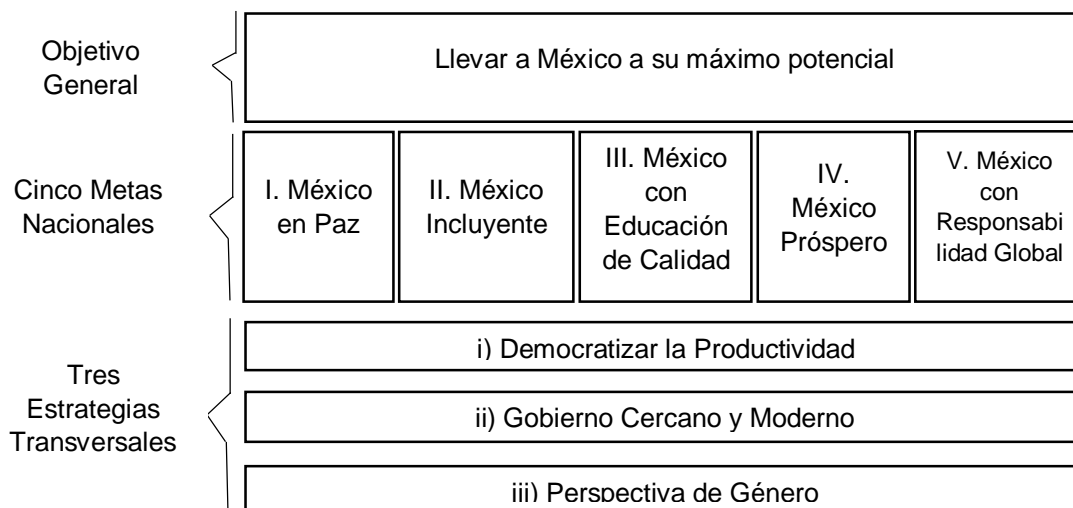 Objetivo
General
Llevar a México a su máximo potencial
Cinco Metas
Nacionales
I. México
en Paz
II. México
Incluyente
III. México
con
Educación
de Calidad
IV.
México
Próspero
V. México
con
Responsabi
lidad Global
Tres
Estrategias
Transversales
i) Democratizar la Productividad
ii) Gobierno Cercano y Moderno
iii) Perspectiva de Género